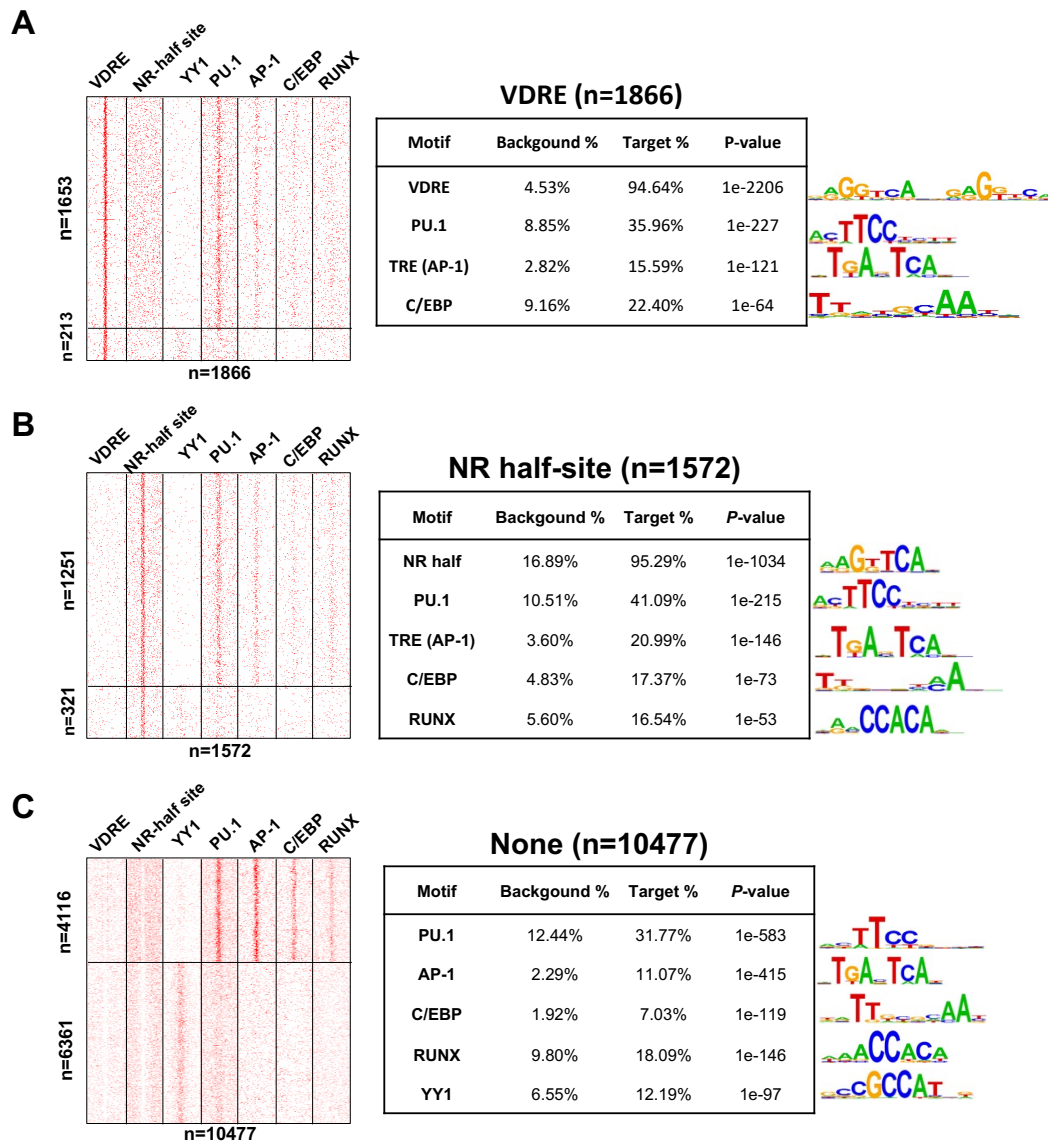 A
VDRE NR-half site YY1 PU.1 AP-1 C/EBP RUNX
n=1653
n=213
n=1866
VDRE (n=1866)
Motif Backgound % Target % P-value
VDRE 4.53% 94.64% 1e-2206
PU.1 8.85% 35.96% 1e-227
TRE (AP-1) 2.82% 15.59% 1e-121
C/EBP 9.16% 22.40% 1e-64
B
VDRE NR-half site YY1 PU.1 AP-1 C/EBP RUNX
n=1251
n=321
n=1572
NR half-site (n=1572)
Motif Backgound % Target % P-value
NR half 16.89% 95.29% 1e-1034
PU.1 10.51% 41.09% 1e-215
TRE (AP-1) 3.60% 20.99% 1e-146
C/EBP 4.83% 17.37% 1e-73
RUNX 5.60% 16.54% 1e-53
C
VDRE NR-half site YY1 PU.1 AP-1 C/EBP RUNX
n=4116
n=6361
n=10477
None (n=10477)
Motif Backgound % Target % P-value
PU.1 12.44% 31.77% 1e-583
AP-1 2.29% 11.07% 1e-415
C/EBP 1.92% 7.03% 1e-119
RUNX 9.80% 18.09% 1e-146
YY1 6.55% 12.19% 1e-97